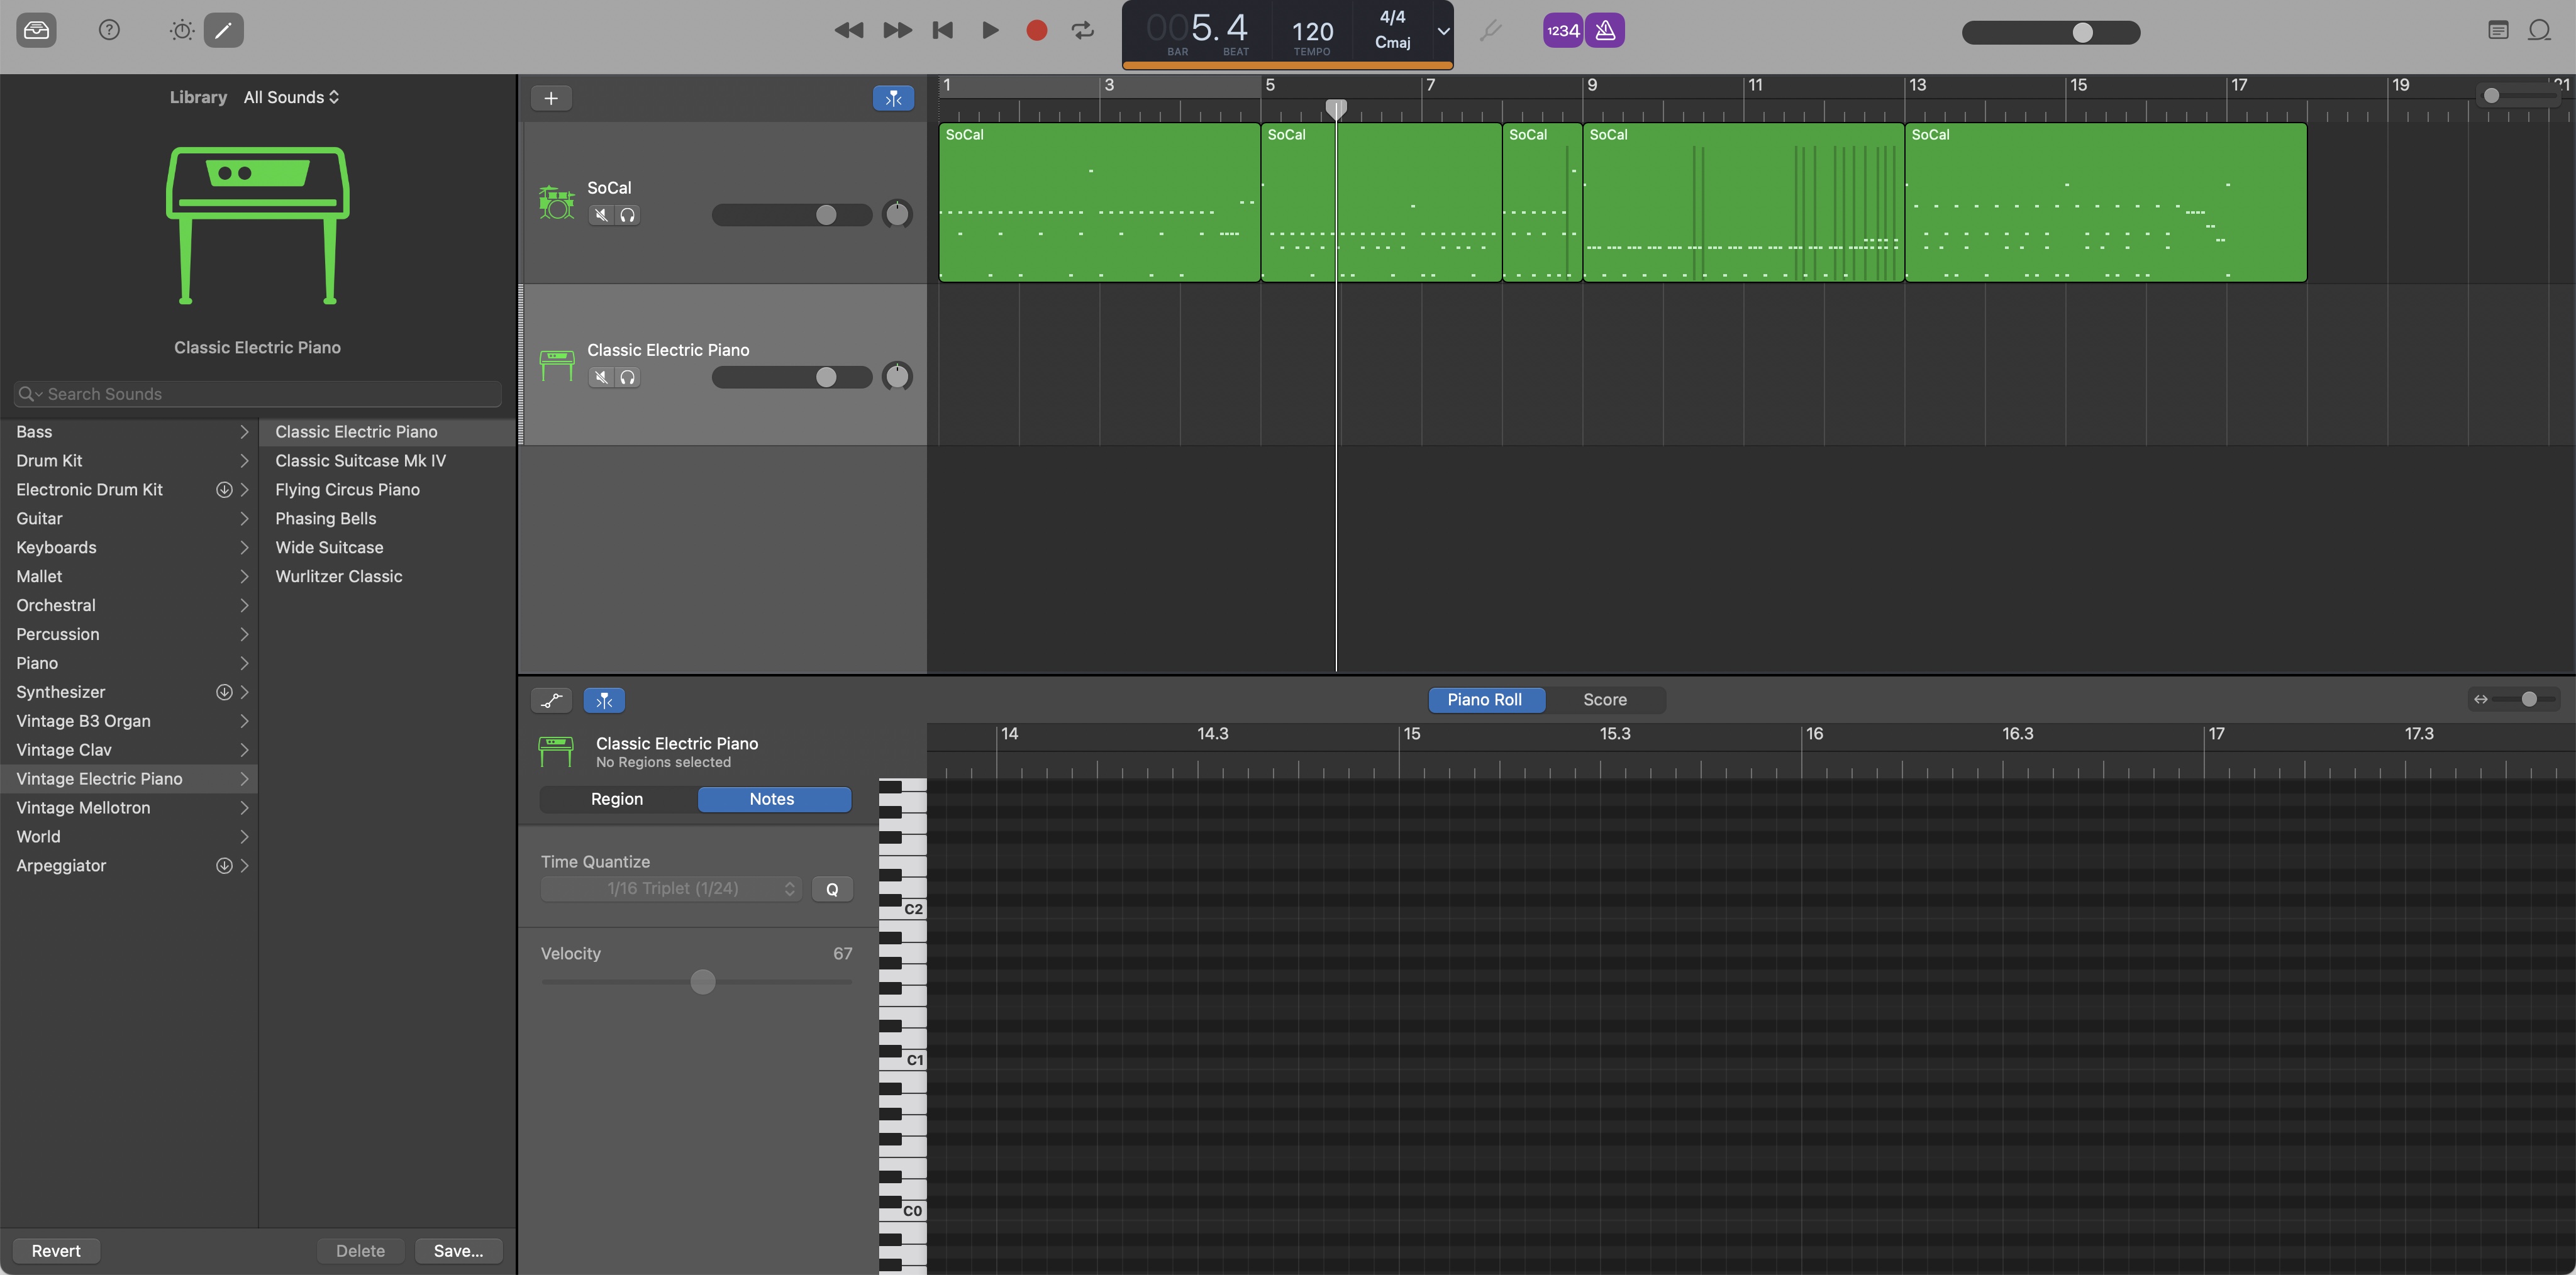 005.4
BAR BEAT
120
TEMPO
4/4
Cmaj
1234
Library All Sounds
Classic Electric Piano
Search Sounds
Bass
Drum Kit
Electronic Drum Kit
Guitar
Keyboards
Mallet
Orchestral
Percussion
Piano
Synthesizer
Vintage B3 Organ
Vintage Clav
Vintage Electric Piano
Vintage Mellotron
World
Arpeggiator
Classic Electric Piano
Classic Suitcase Mk IV
Flying Circus Piano
Phasing Bells
Wide Suitcase
Wurlitzer Classic
Revert Delete Save...
1 3 5 7 9 11 13 15 17 19 21
SoCal
Classic Electric Piano
SoCal SoCal SoCal SoCal SoCal
Piano Roll Score
Classic Electric Piano
No Regions selected
Region Notes
Time Quantize
1/16 Triplet (1/24) Q
Velocity 67
14 14.3 15 15.3 16 16.3 17 17.3
C2
C1
C0